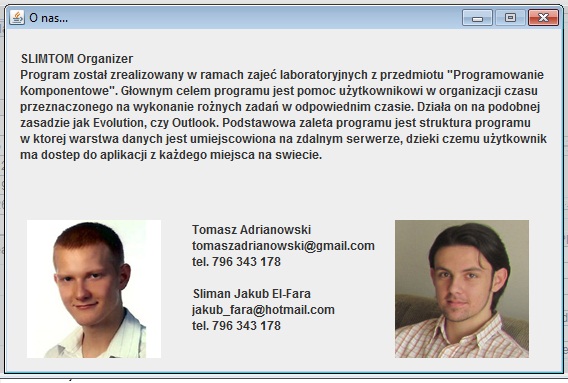 O nas...
SLIMTOM Organizer
Program został zrealizowany w ramach zajeć laboratoryjnych z przedmiotu "Programowanie
Komponentowe". Głownym celem programu jest pomoc użytkownikowi w organizacji czasu
przeznaczonego na wykonanie rożnych zadań w odpowiednim czasie. Działa on na podobnej
zasadzie jak Evolution, czy Outlook. Podstawowa zaleta programu jest struktura programu
w ktorej warstwa danych jest umiejscowiona na zdalnym serwerze, dzieki czemu użytkownik
ma dostep do aplikacji z każdego miejsca na swiecie.
Tomasz Adrianowski
tomaszadrianowski@gmail.com
tel. 796 343 178
Sliman Jakub El-Fara
jakub_fara@hotmail.com
tel. 796 343 178